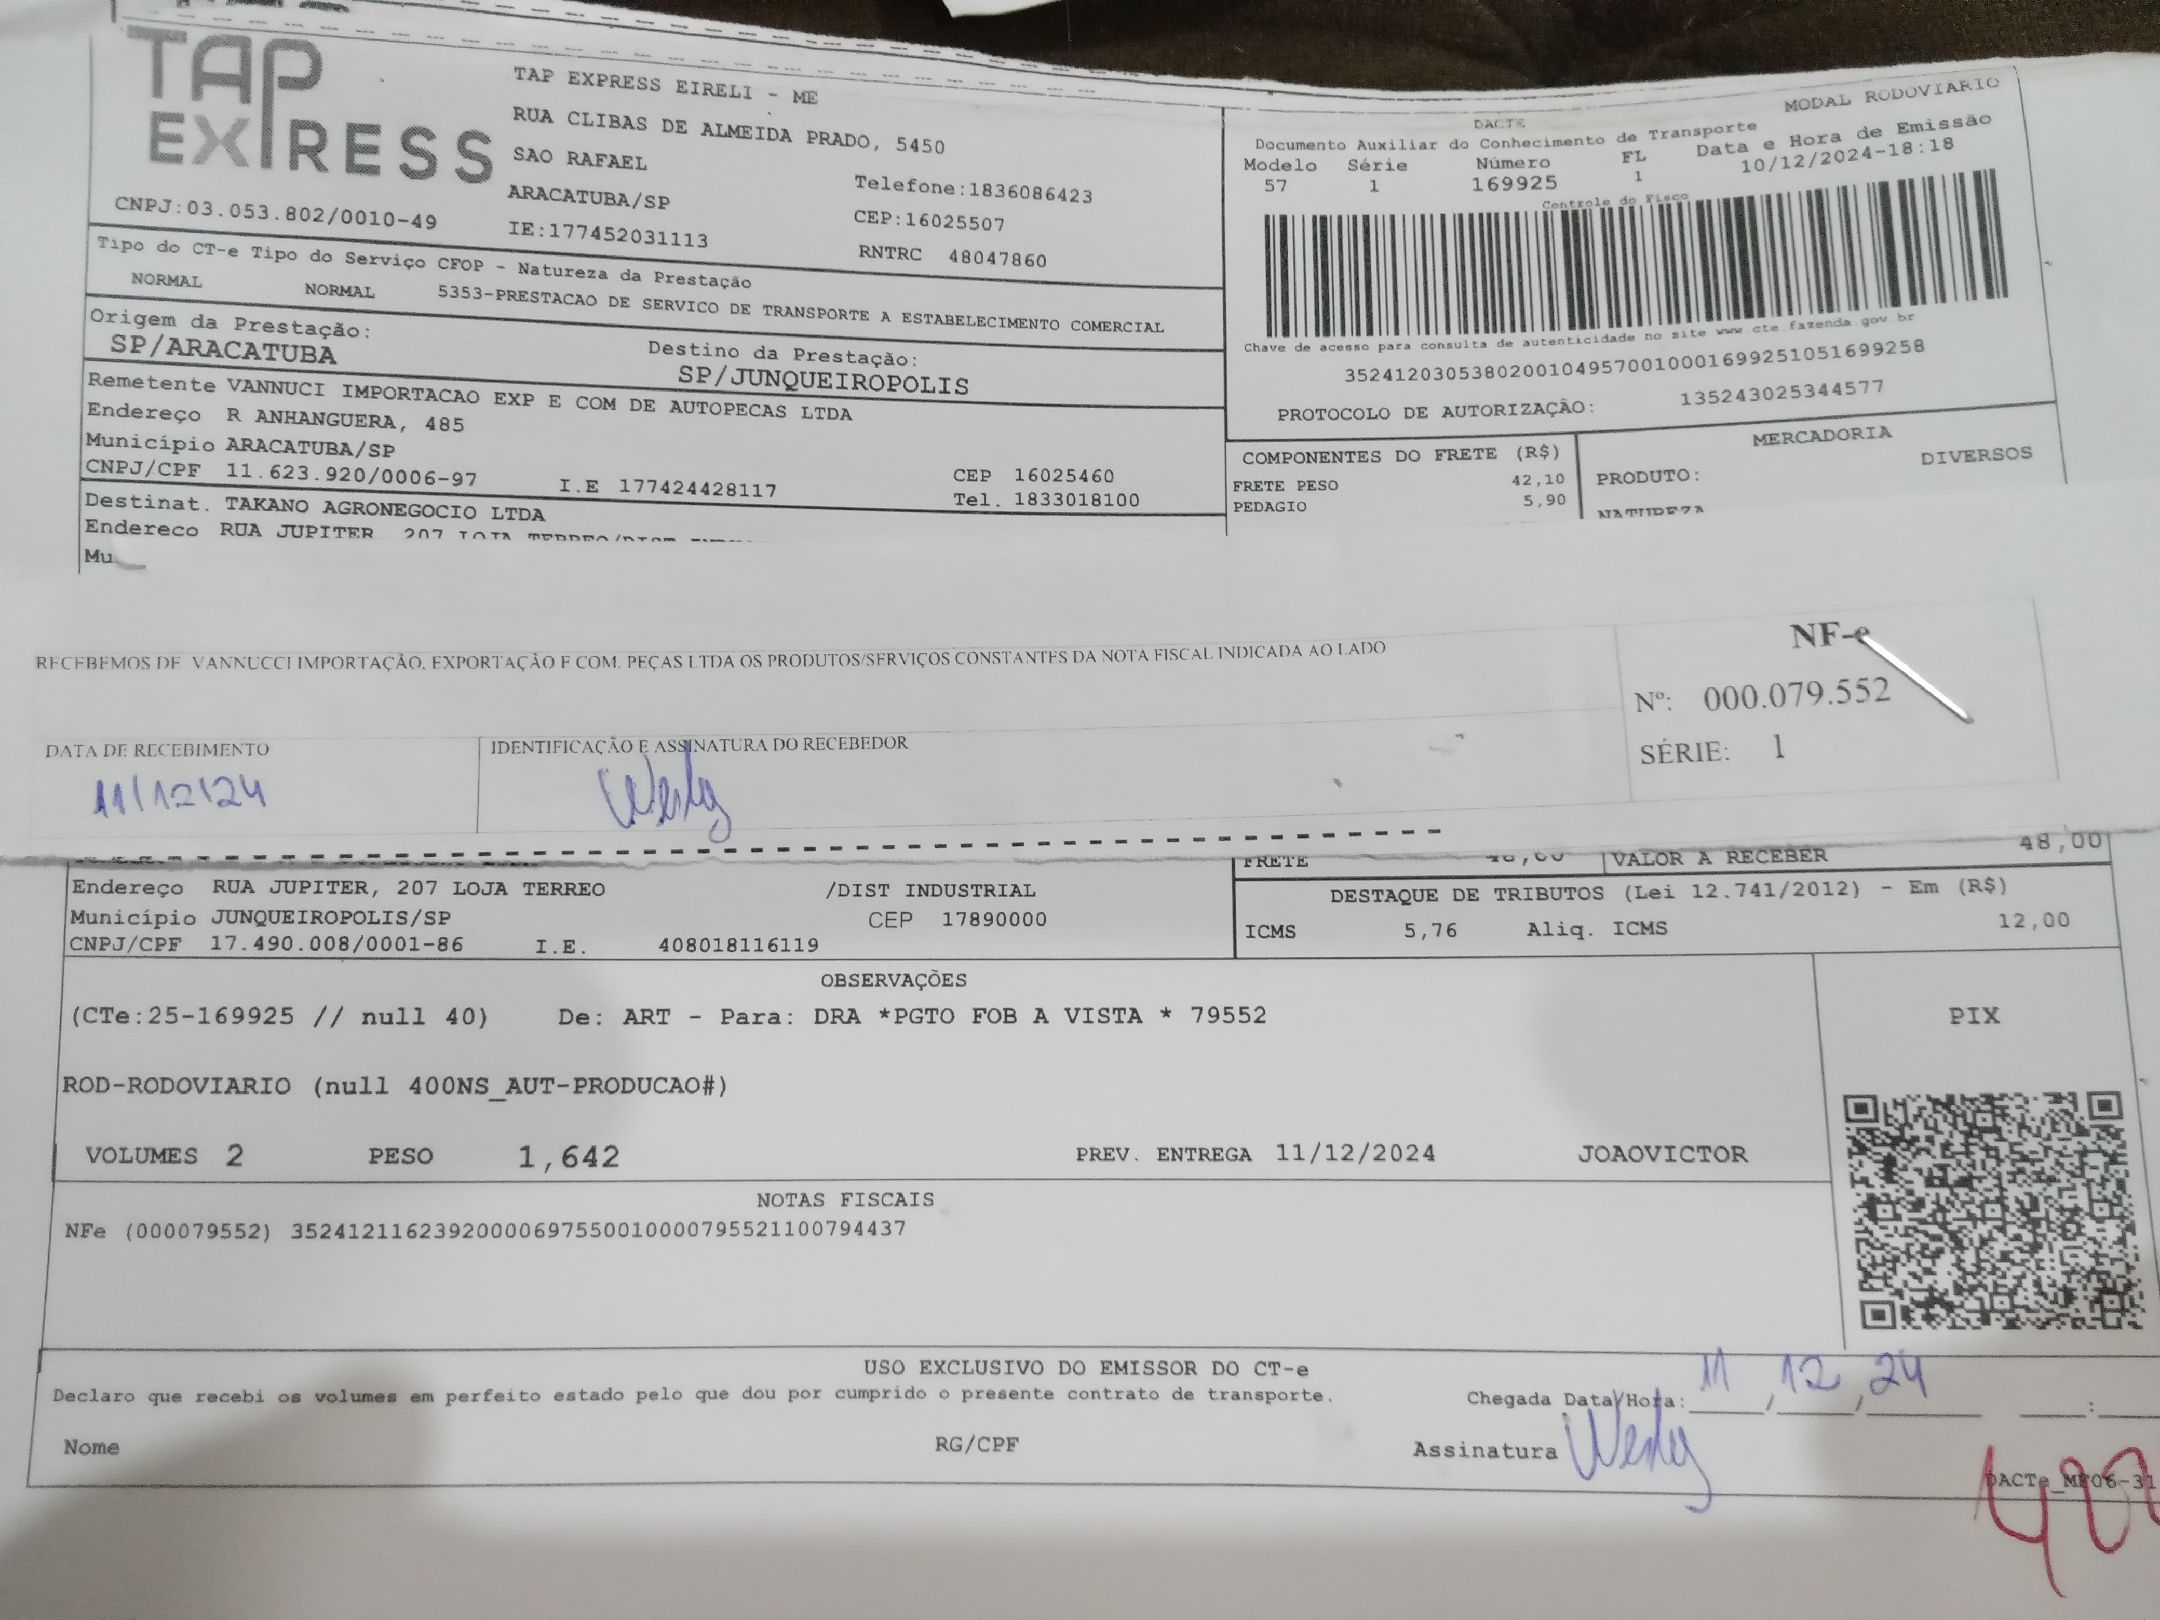 TAP EXPRESS
TAP EXPRESS EIRELI - ME
RUA CLIBAS DE ALMEIDA PRADO, 5450
SAO RAFAEL
ARACATUBA/SP
Telefone:1836086423
CNPJ:03.053.802/0010-49
IE:177452031113
CEP:16025507
RNTRC 48047860
MODAL RODOVIARIO
DACTE
Documento Auxiliar do Conhecimento de Transporte
Modelo Série Número FL Data e Hora de Emissão
57 1 169925 1 10/12/2024-18:18
Controle do Fisco
Chave de acesso para consulta de autenticidade no site www.cte.fazenda.gov.br
35241203053802001049570010001699251051699258
PROTOCOLO DE AUTORIZAÇÃO: 135243025344577
Tipo do CT-e Tipo do Serviço CFOP - Natureza da Prestação
NORMAL NORMAL 5353-PRESTACAO DE SERVICO DE TRANSPORTE A ESTABELECIMENTO COMERCIAL
Origem da Prestação: Destino da Prestação:
SP/ARACATUBA SP/JUNQUEIROPOLIS
Remetente VANNUCI IMPORTACAO EXP E COM DE AUTOPECAS LTDA
Endereço R ANHANGUERA, 485
Município ARACATUBA/SP CEP 16025460
CNPJ/CPF 11.623.920/0006-97 I.E 177424428117 Tel. 1833018100
Destinat. TAKANO AGRONEGOCIO LTDA
Endereco RUA JUPITER 207 LOJA TERREO
Mu
COMPONENTES DO FRETE (R$)
FRETE PESO 42,10
PEDAGIO 5,90
MERCADORIA
PRODUTO: DIVERSOS
NATUREZA
RECEBEMOS DE VANNUCCI IMPORTAÇÃO, EXPORTAÇÃO E COM. PEÇAS LTDA OS PRODUTOS/SERVIÇOS CONSTANTES DA NOTA FISCAL INDICADA AO LADO
NF-e
Nº: 000.079.552
SÉRIE: 1
DATA DE RECEBIMENTO IDENTIFICAÇÃO E ASSINATURA DO RECEBEDOR
11/12/24 Wesley
FRETE 48,00 VALOR A RECEBER 48,00
Endereço RUA JUPITER, 207 LOJA TERREO /DIST INDUSTRIAL
Município JUNQUEIROPOLIS/SP CEP 17890000
CNPJ/CPF 17.490.008/0001-86 I.E. 408018116119
DESTAQUE DE TRIBUTOS (Lei 12.741/2012) - Em (R$)
ICMS 5,76 Aliq. ICMS 12,00
OBSERVAÇÕES
(CTe:25-169925 // null 40) De: ART - Para: DRA *PGTO FOB A VISTA * 79552
PIX
ROD-RODOVIARIO (null 400NS_AUT-PRODUCAO#)
VOLUMES 2 PESO 1,642 PREV. ENTREGA 11/12/2024 JOAOVICTOR
NOTAS FISCAIS
NFe (000079552) 35241211623920000697550010000795521100794437
USO EXCLUSIVO DO EMISSOR DO CT-e
Declaro que recebi os volumes em perfeito estado pelo que dou por cumprido o presente contrato de transporte.
Chegada Data/Hora: 11/12/24 :
Nome RG/CPF Assinatura Wesley